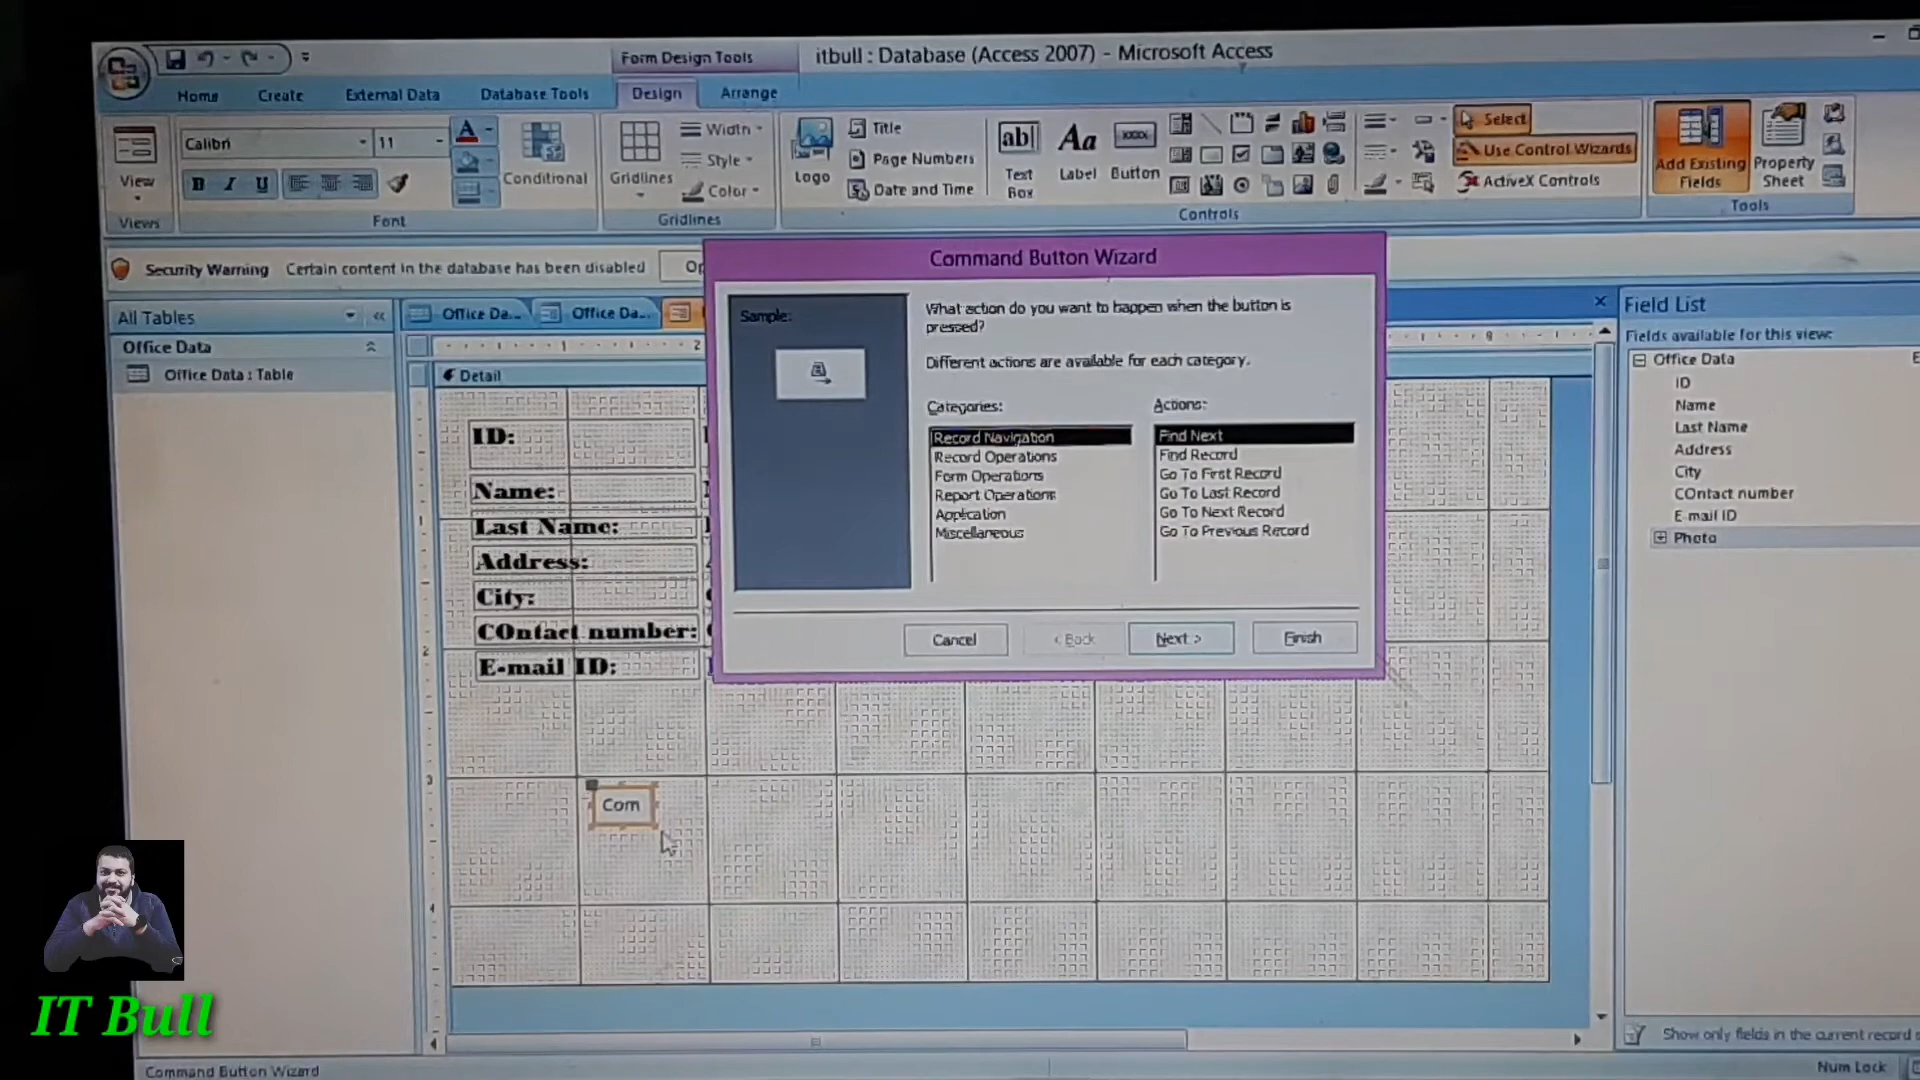 Form Design Tools
itbull : Database (Access 2007) - Microsoft Access
Home Create External Data Database Tools Design Arrange
Calibri 11
View
Views
B I U
Conditional
Font
Gridlines
Width
Style
Color
Gridlines
Logo
Title
Page Numbers
Date and Time
Text Box
Label
Button
Controls
Select
Use Control Wizards
ActiveX Controls
Add Existing Fields
Property Sheet
Tools
Security Warning Certain content in the database has been disabled
All Tables
Office Data
Office Data : Table
Office Da... Office Da...
Detail
ID:
Name:
Last Name:
Address:
City:
COntact number:
E-mail ID:
Com
Command Button Wizard
Sample:
What action do you want to happen when the button is
pressed?
Different actions are available for each category.
Categories:
Record Navigation
Record Operations
Form Operations
Report Operations
Application
Miscellaneous
Actions:
Find Next
Find Record
Go To First Record
Go To Last Record
Go To Next Record
Go To Previous Record
Cancel < Back Next > Finish
Field List
Fields available for this view:
Office Data
ID
Name
Last Name
Address
City
COntact number
E-mail ID
Photo
Show only fields in the current record
Command Button Wizard
Num Lock
IT Bull